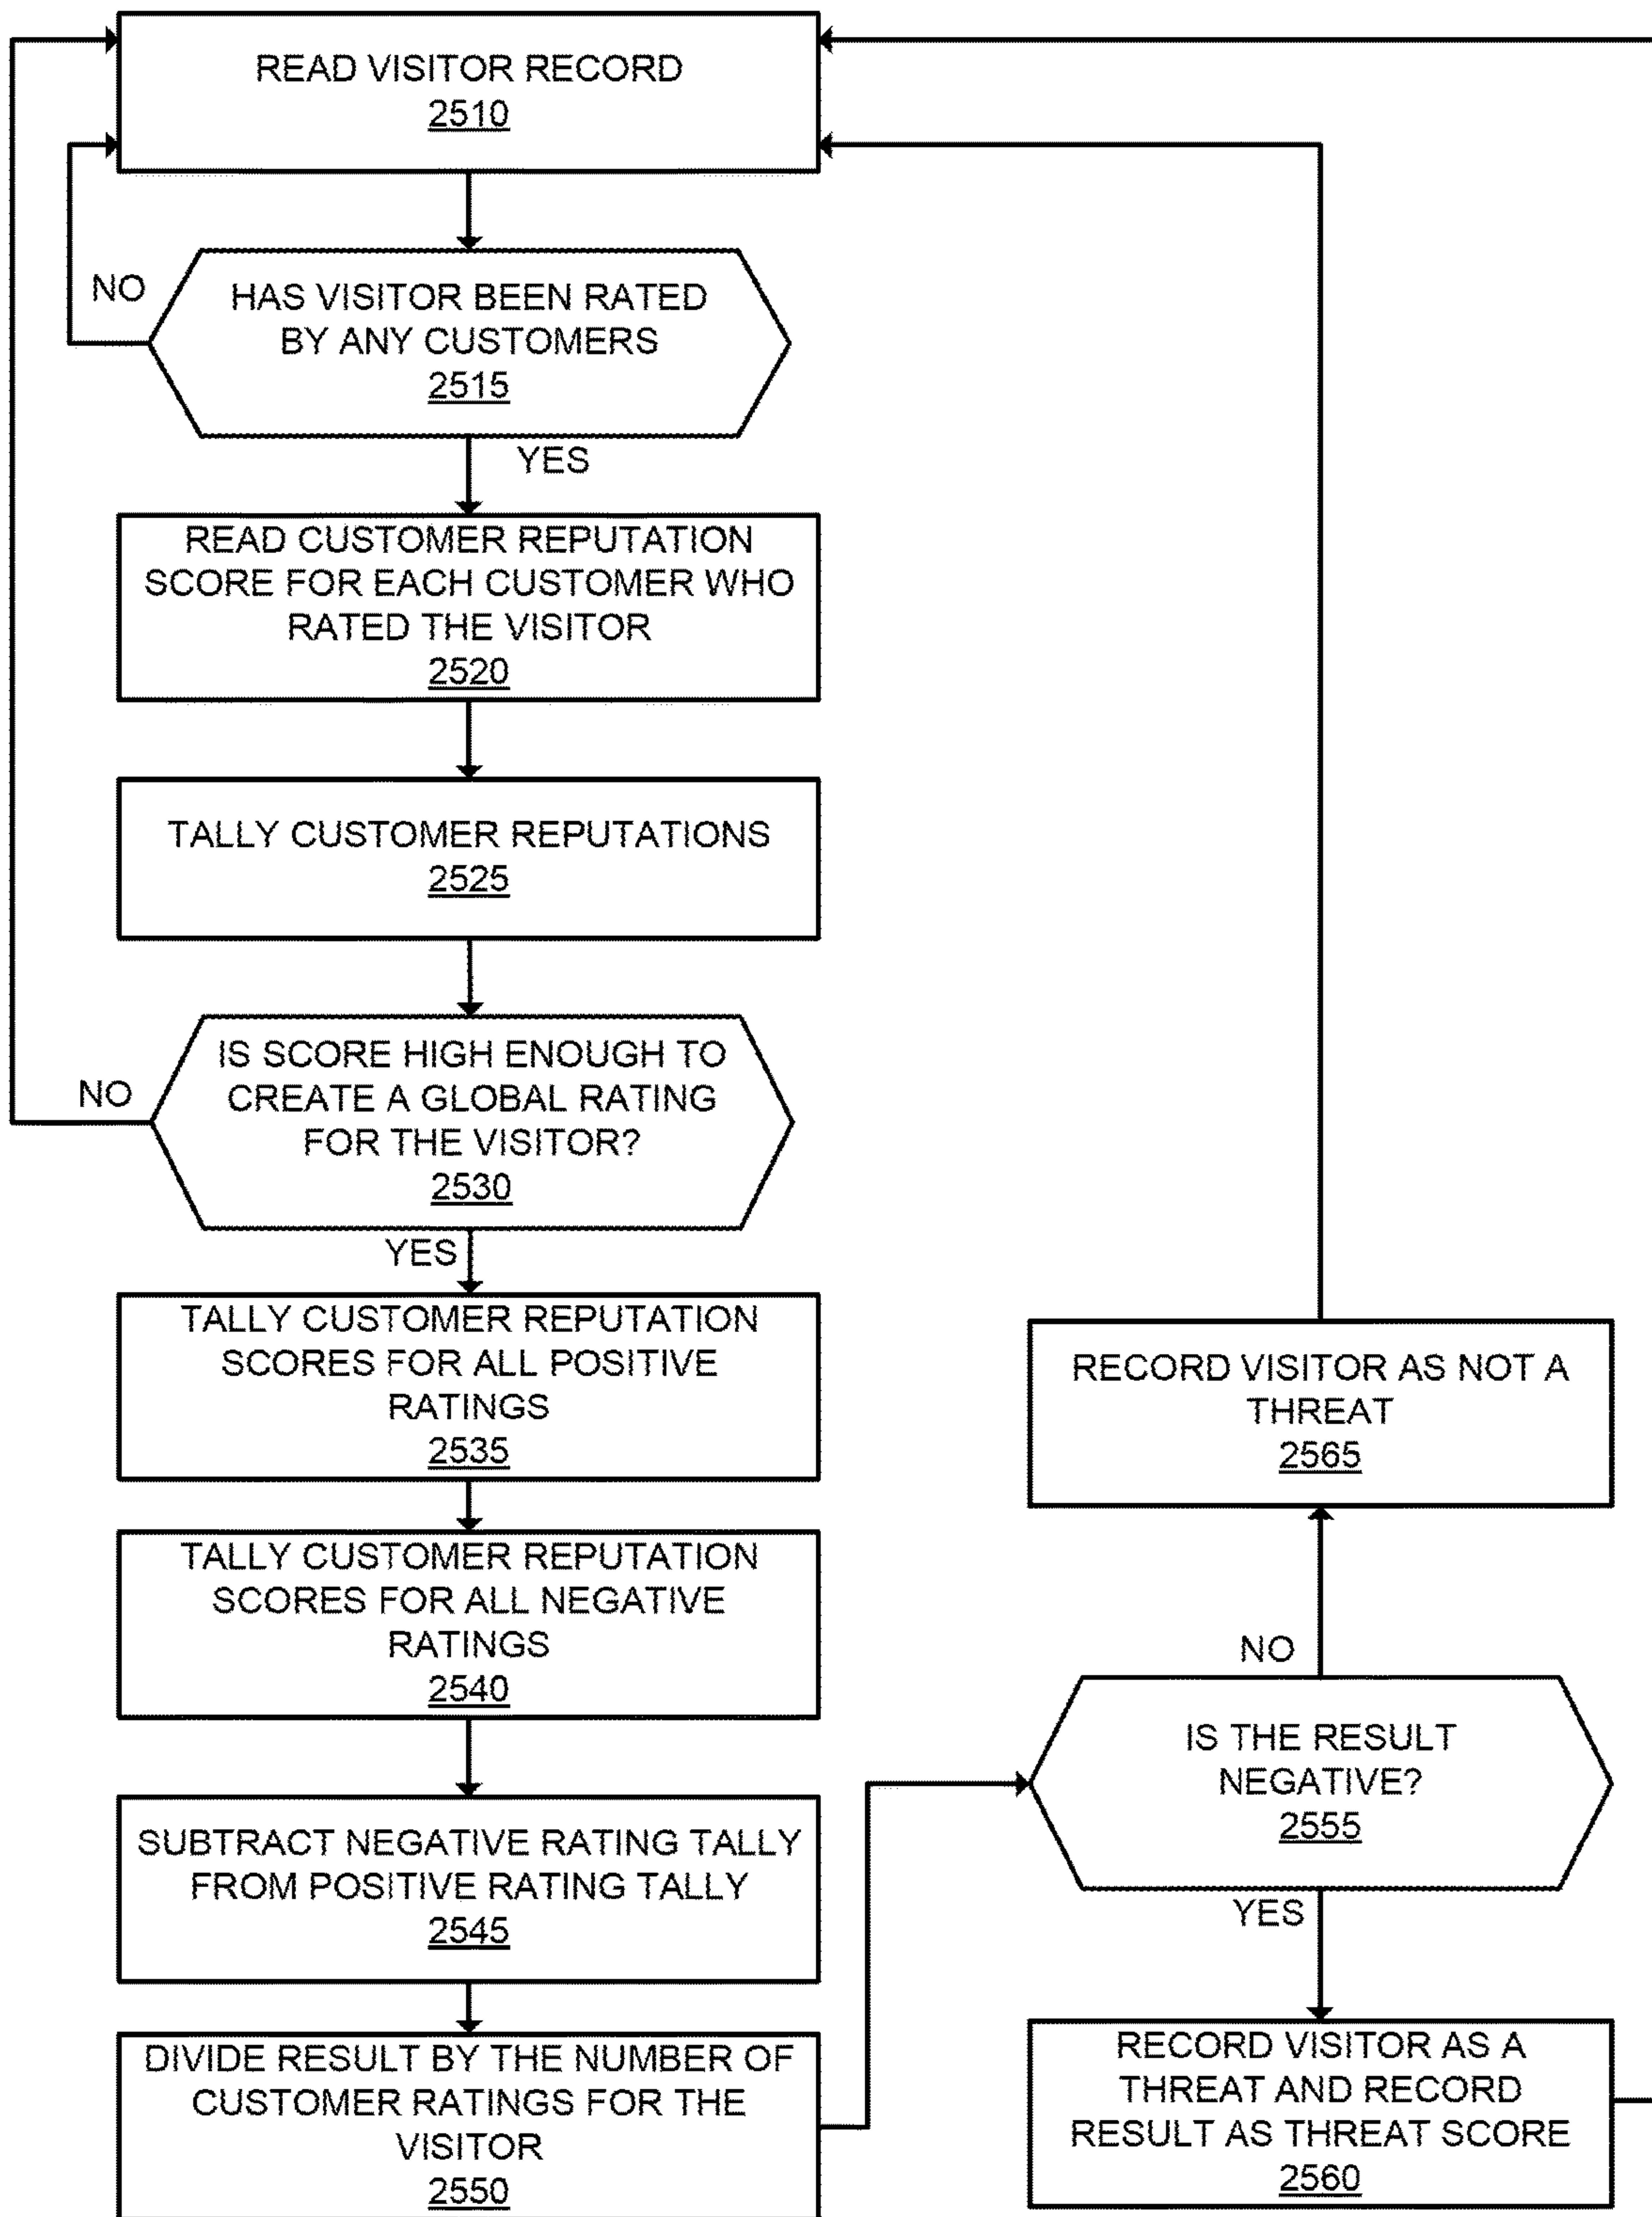 READ VISITOR RECORD
2510
NO
HAS VISITOR BEEN RATED
BY ANY CUSTOMERS
2515
YES
READ CUSTOMER REPUTATION
SCORE FOR EACH CUSTOMER WHO
RATED THE VISITOR
2520
TALLY CUSTOMER REPUTATIONS
2525
IS SCORE HIGH ENOUGH TO
CREATE A GLOBAL RATING
FOR THE VISITOR?
2530
NO
YES
TALLY CUSTOMER REPUTATION
SCORES FOR ALL POSITIVE
RATINGS
2535
TALLY CUSTOMER REPUTATION
SCORES FOR ALL NEGATIVE
RATINGS
2540
SUBTRACT NEGATIVE RATING TALLY
FROM POSITIVE RATING TALLY
2545
DIVIDE RESULT BY THE NUMBER OF
CUSTOMER RATINGS FOR THE
VISITOR
2550
RECORD VISITOR AS NOT A
THREAT
2565
NO
IS THE RESULT
NEGATIVE?
2555
YES
RECORD VISITOR AS A
THREAT AND RECORD
RESULT AS THREAT SCORE
2560